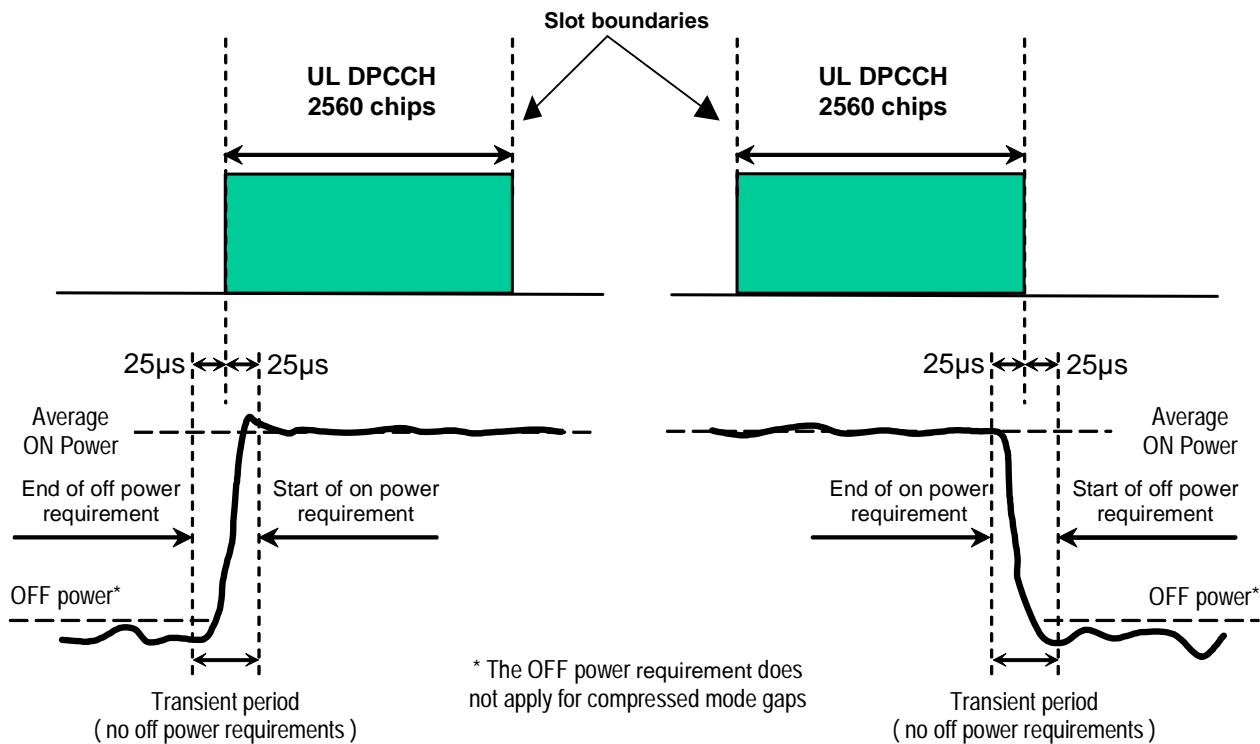 Slot boundaries
UL DPCCH
2560 chips
UL DPCCH
2560 chips
25µs
25µs
25µs
25µs
Average
ON Power
Average
ON Power
End of off power
requirement
Start of on power
requirement
End of on power
requirement
Start of off power
requirement
OFF power*
OFF power*
* The OFF power requirement does
not apply for compressed mode gaps
Transient period
( no off power requirements )
Transient period
( no off power requirements )